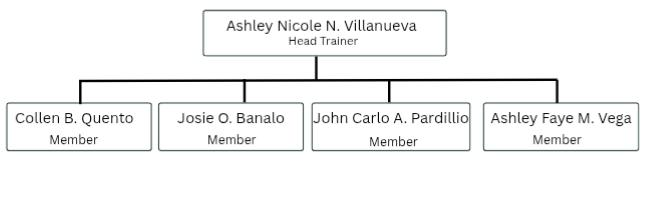 Ashley Nicole N. Villanueva
Head Trainer
Collen B. Quento
Member
Josie O. Banalo
Member
John Carlo A. Pardillio
Member
Ashley Faye M. Vega
Member